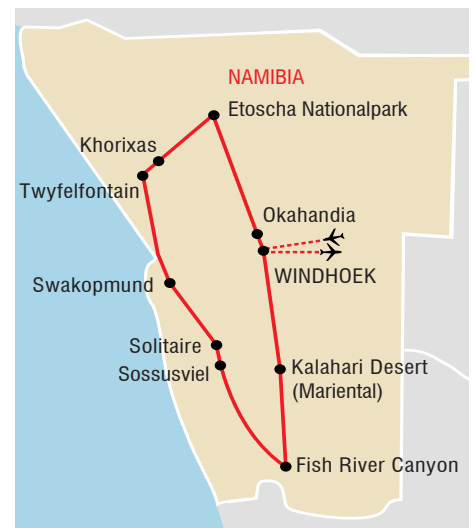 NAMIBIA
Etoscha Nationalpark
Khorixas
Twyfelfontain
Okahandia
WINDHOEK
Swakopmund
Solitaire
Sossusviel
Kalahari Desert
(Mariental)
Fish River Canyon